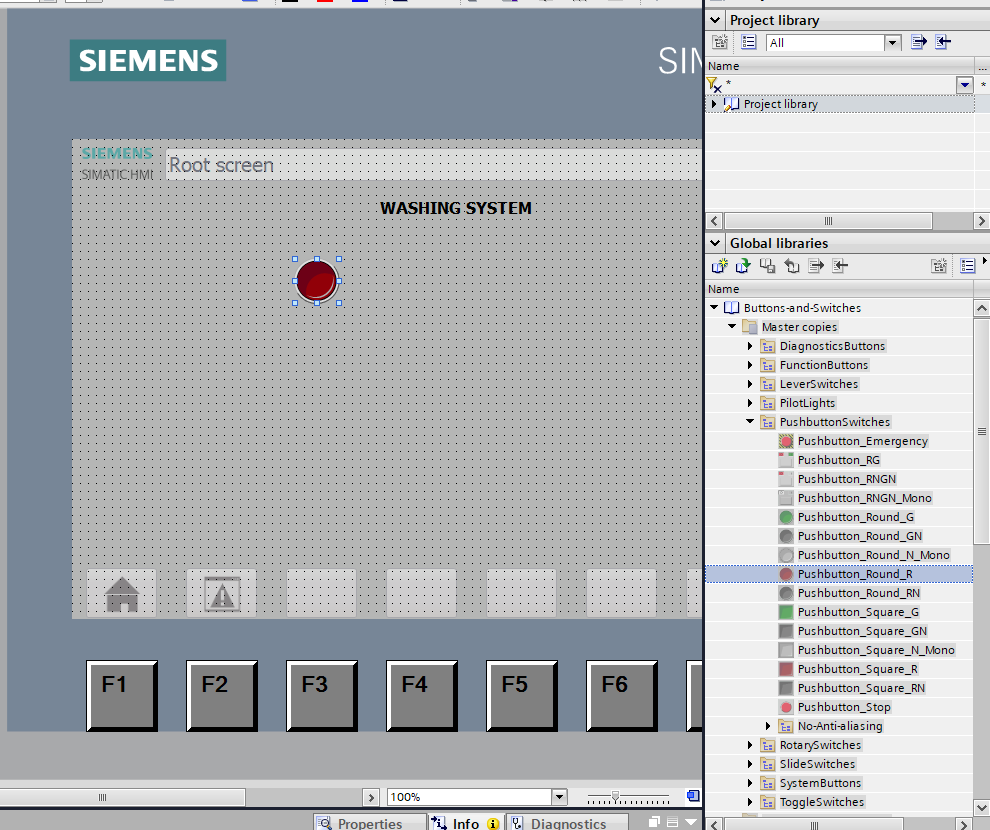 SIEMENS
SIM
SIEMENS
SIMATIC HMI
Root screen
WASHING SYSTEM
F1
F2
F3
F4
F5
F6
100%
Properties
Info
Diagnostics
Project library
All
Name
...
*
*
Project library
Global libraries
Name
Buttons-and-Switches
Master copies
DiagnosticsButtons
FunctionButtons
LeverSwitches
PilotLights
PushbuttonSwitches
Pushbutton_Emergency
Pushbutton_RG
Pushbutton_RNGN
Pushbutton_RNGN_Mono
Pushbutton_Round_G
Pushbutton_Round_GN
Pushbutton_Round_N_Mono
Pushbutton_Round_R
Pushbutton_Round_RN
Pushbutton_Square_G
Pushbutton_Square_GN
Pushbutton_Square_N_Mono
Pushbutton_Square_R
Pushbutton_Square_RN
Pushbutton_Stop
No-Anti-aliasing
RotarySwitches
SlideSwitches
SystemButtons
ToggleSwitches